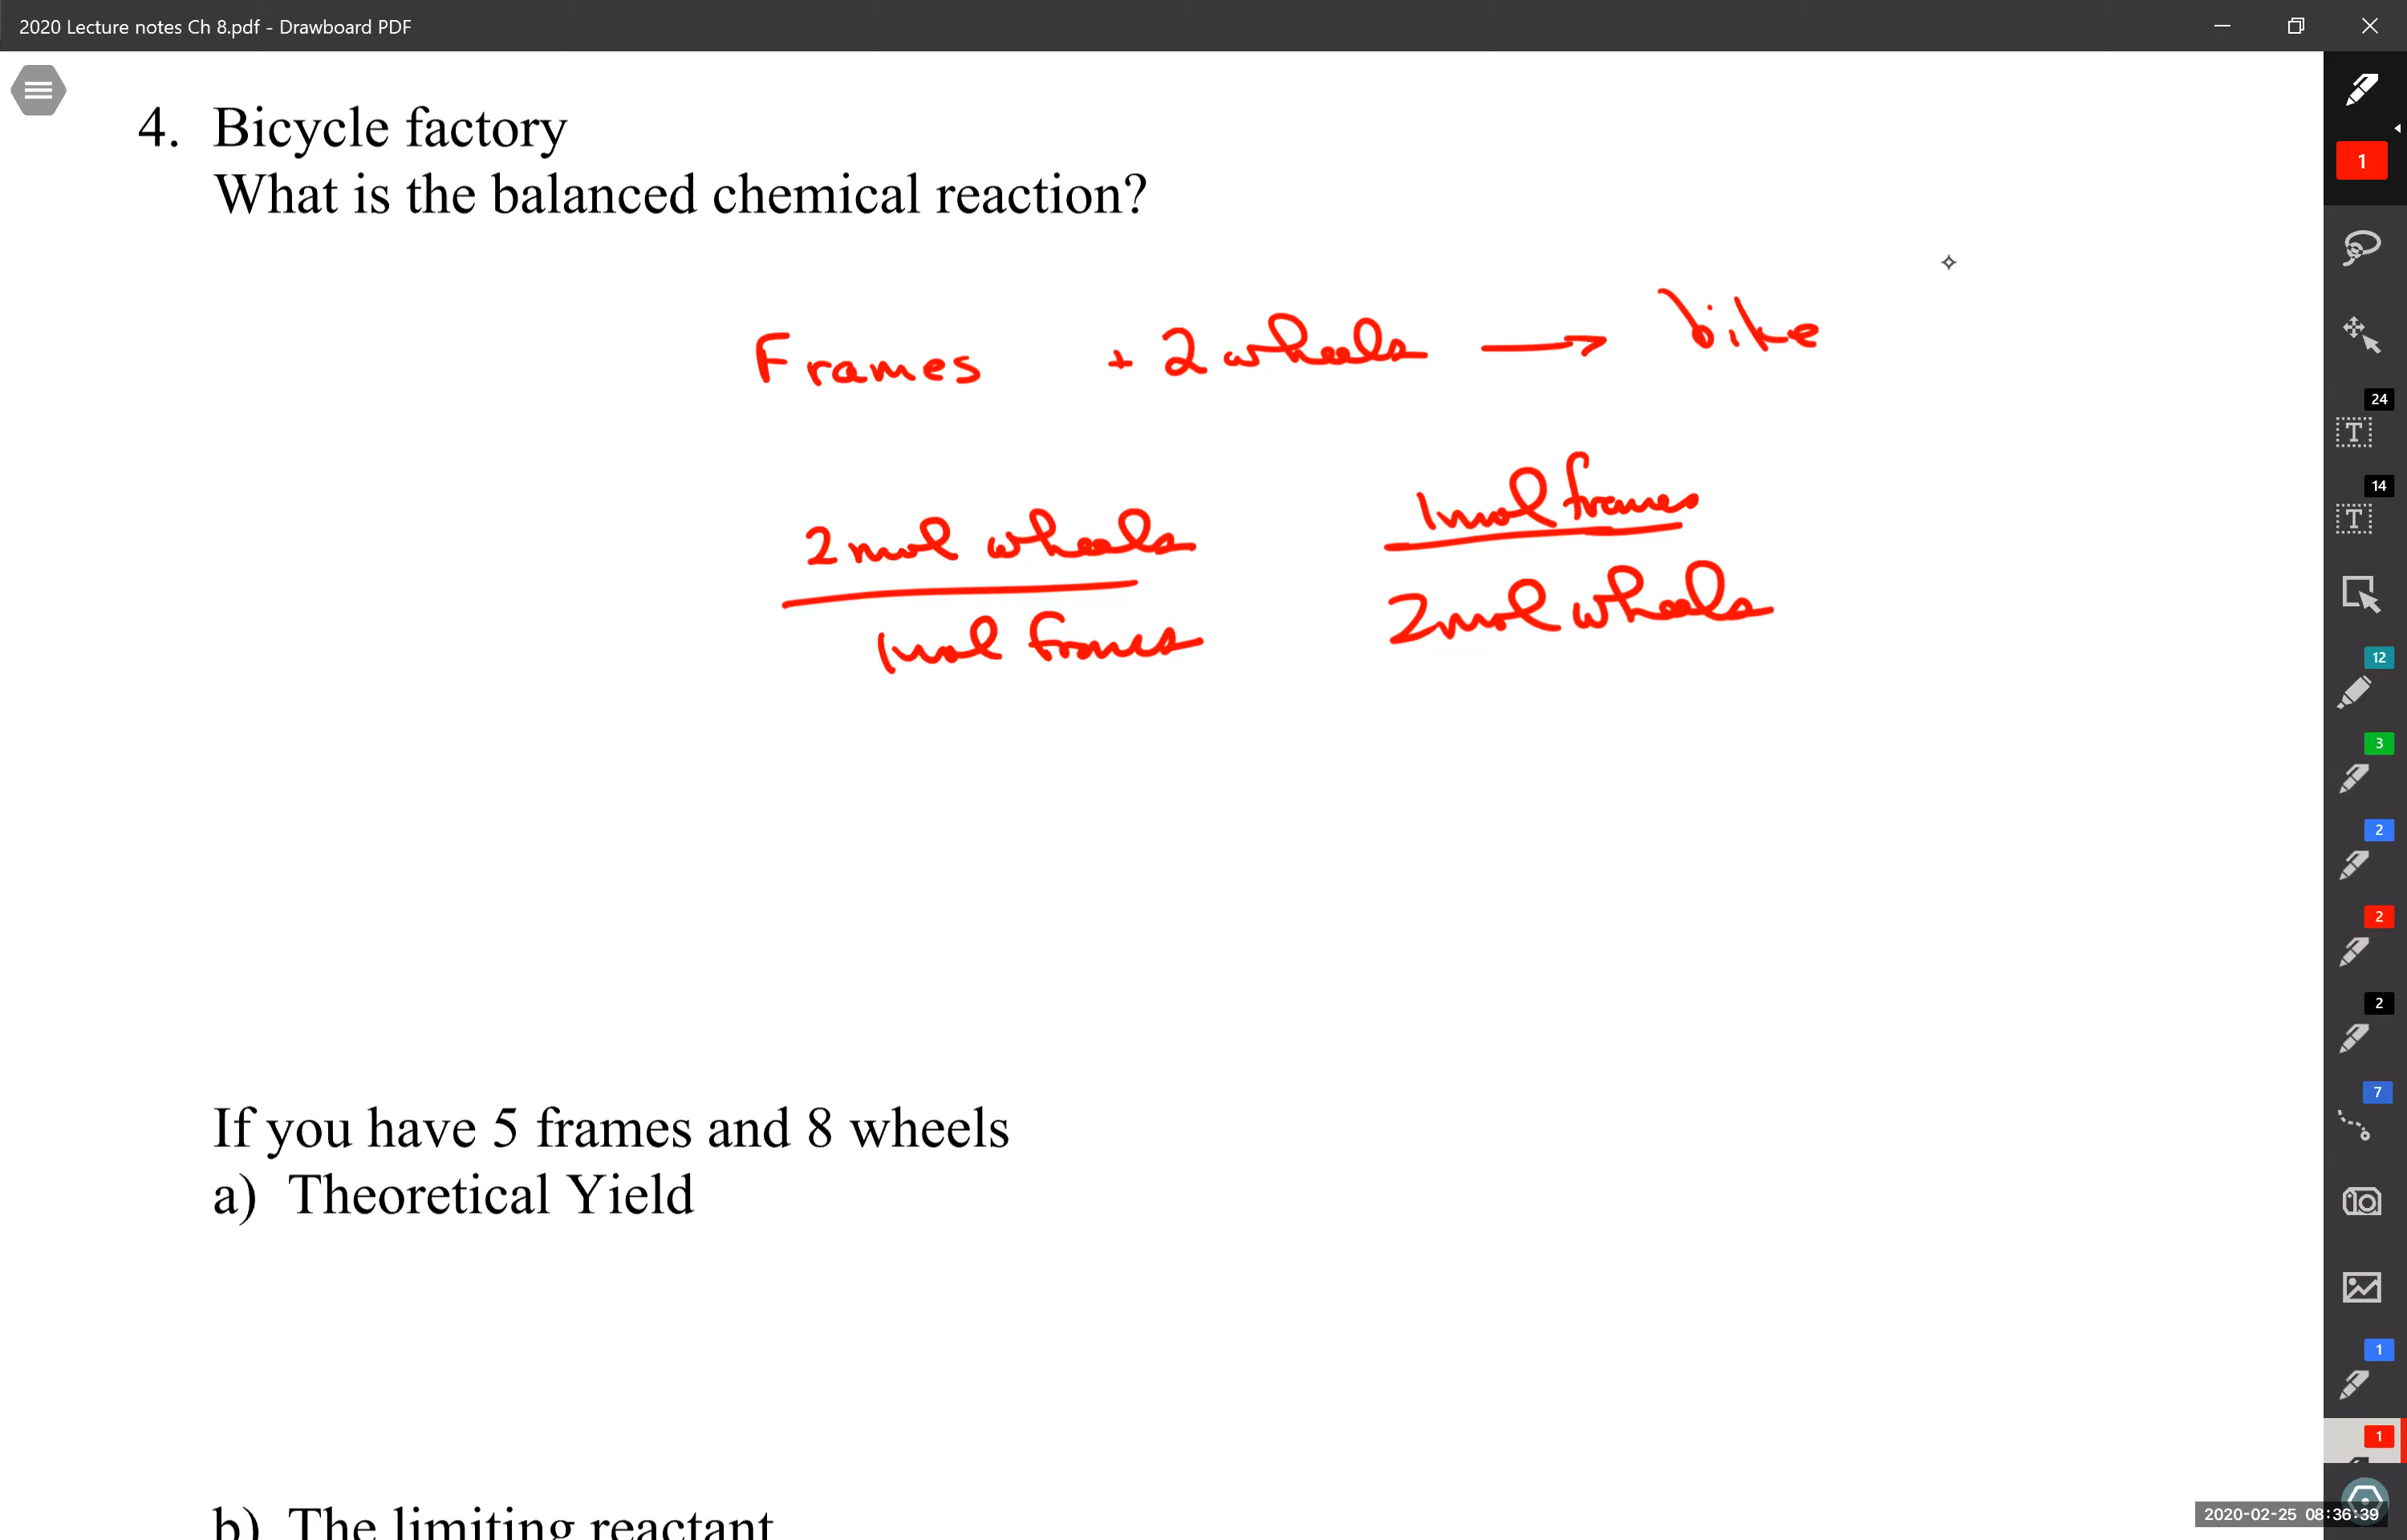 2020 Lecture notes Ch 8.pdf - Drawboard PDF
4. Bicycle factory
What is the balanced chemical reaction?
Frames + 2 wheels → bike
2 mol wheels
1 mol frames
1 mol frames
2 mol wheels
If you have 5 frames and 8 wheels
a) Theoretical Yield
b) The limiting reactant
1
24
T
14
T
12
3
2
2
2
7
1
1
2020-02-25 08:36:39